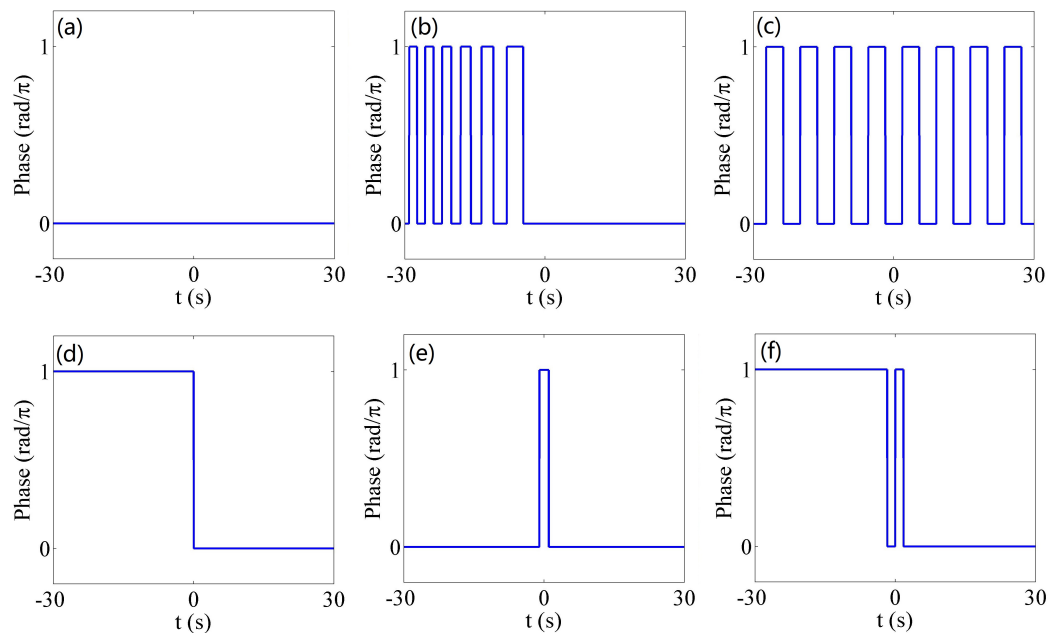 (a)
Phase (rad/π)
1
0
-30 0 30
t (s)
(b)
Phase (rad/π)
1
0
-30 0 30
t (s)
(c)
Phase (rad/π)
1
0
-30 0 30
t (s)
(d)
Phase (rad/π)
1
0
-30 0 30
t (s)
(e)
Phase (rad/π)
1
0
-30 0 30
t (s)
(f)
Phase (rad/π)
1
0
-30 0 30
t (s)